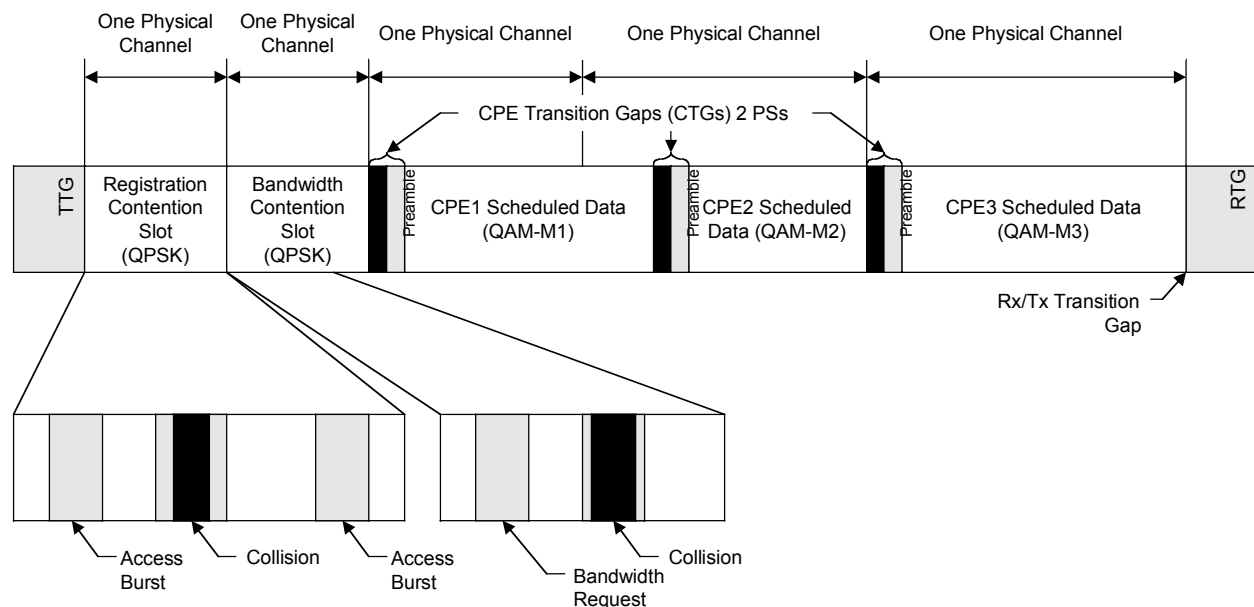 One Physical
Channel
One Physical
Channel
One Physical Channel
One Physical Channel
One Physical Channel
CPE Transition Gaps (CTGs) 2 PSs
TTG
Registration
Contention
Slot
(QPSK)
Bandwidth
Contention
Slot
(QPSK)
Preamble
CPE1 Scheduled Data
(QAM-M1)
Preamble
CPE2 Scheduled
Data (QAM-M2)
Preamble
CPE3 Scheduled Data
(QAM-M3)
RTG
Rx/Tx Transition
Gap
Access
Burst
Collision
Access
Burst
Bandwidth
Request
Collision